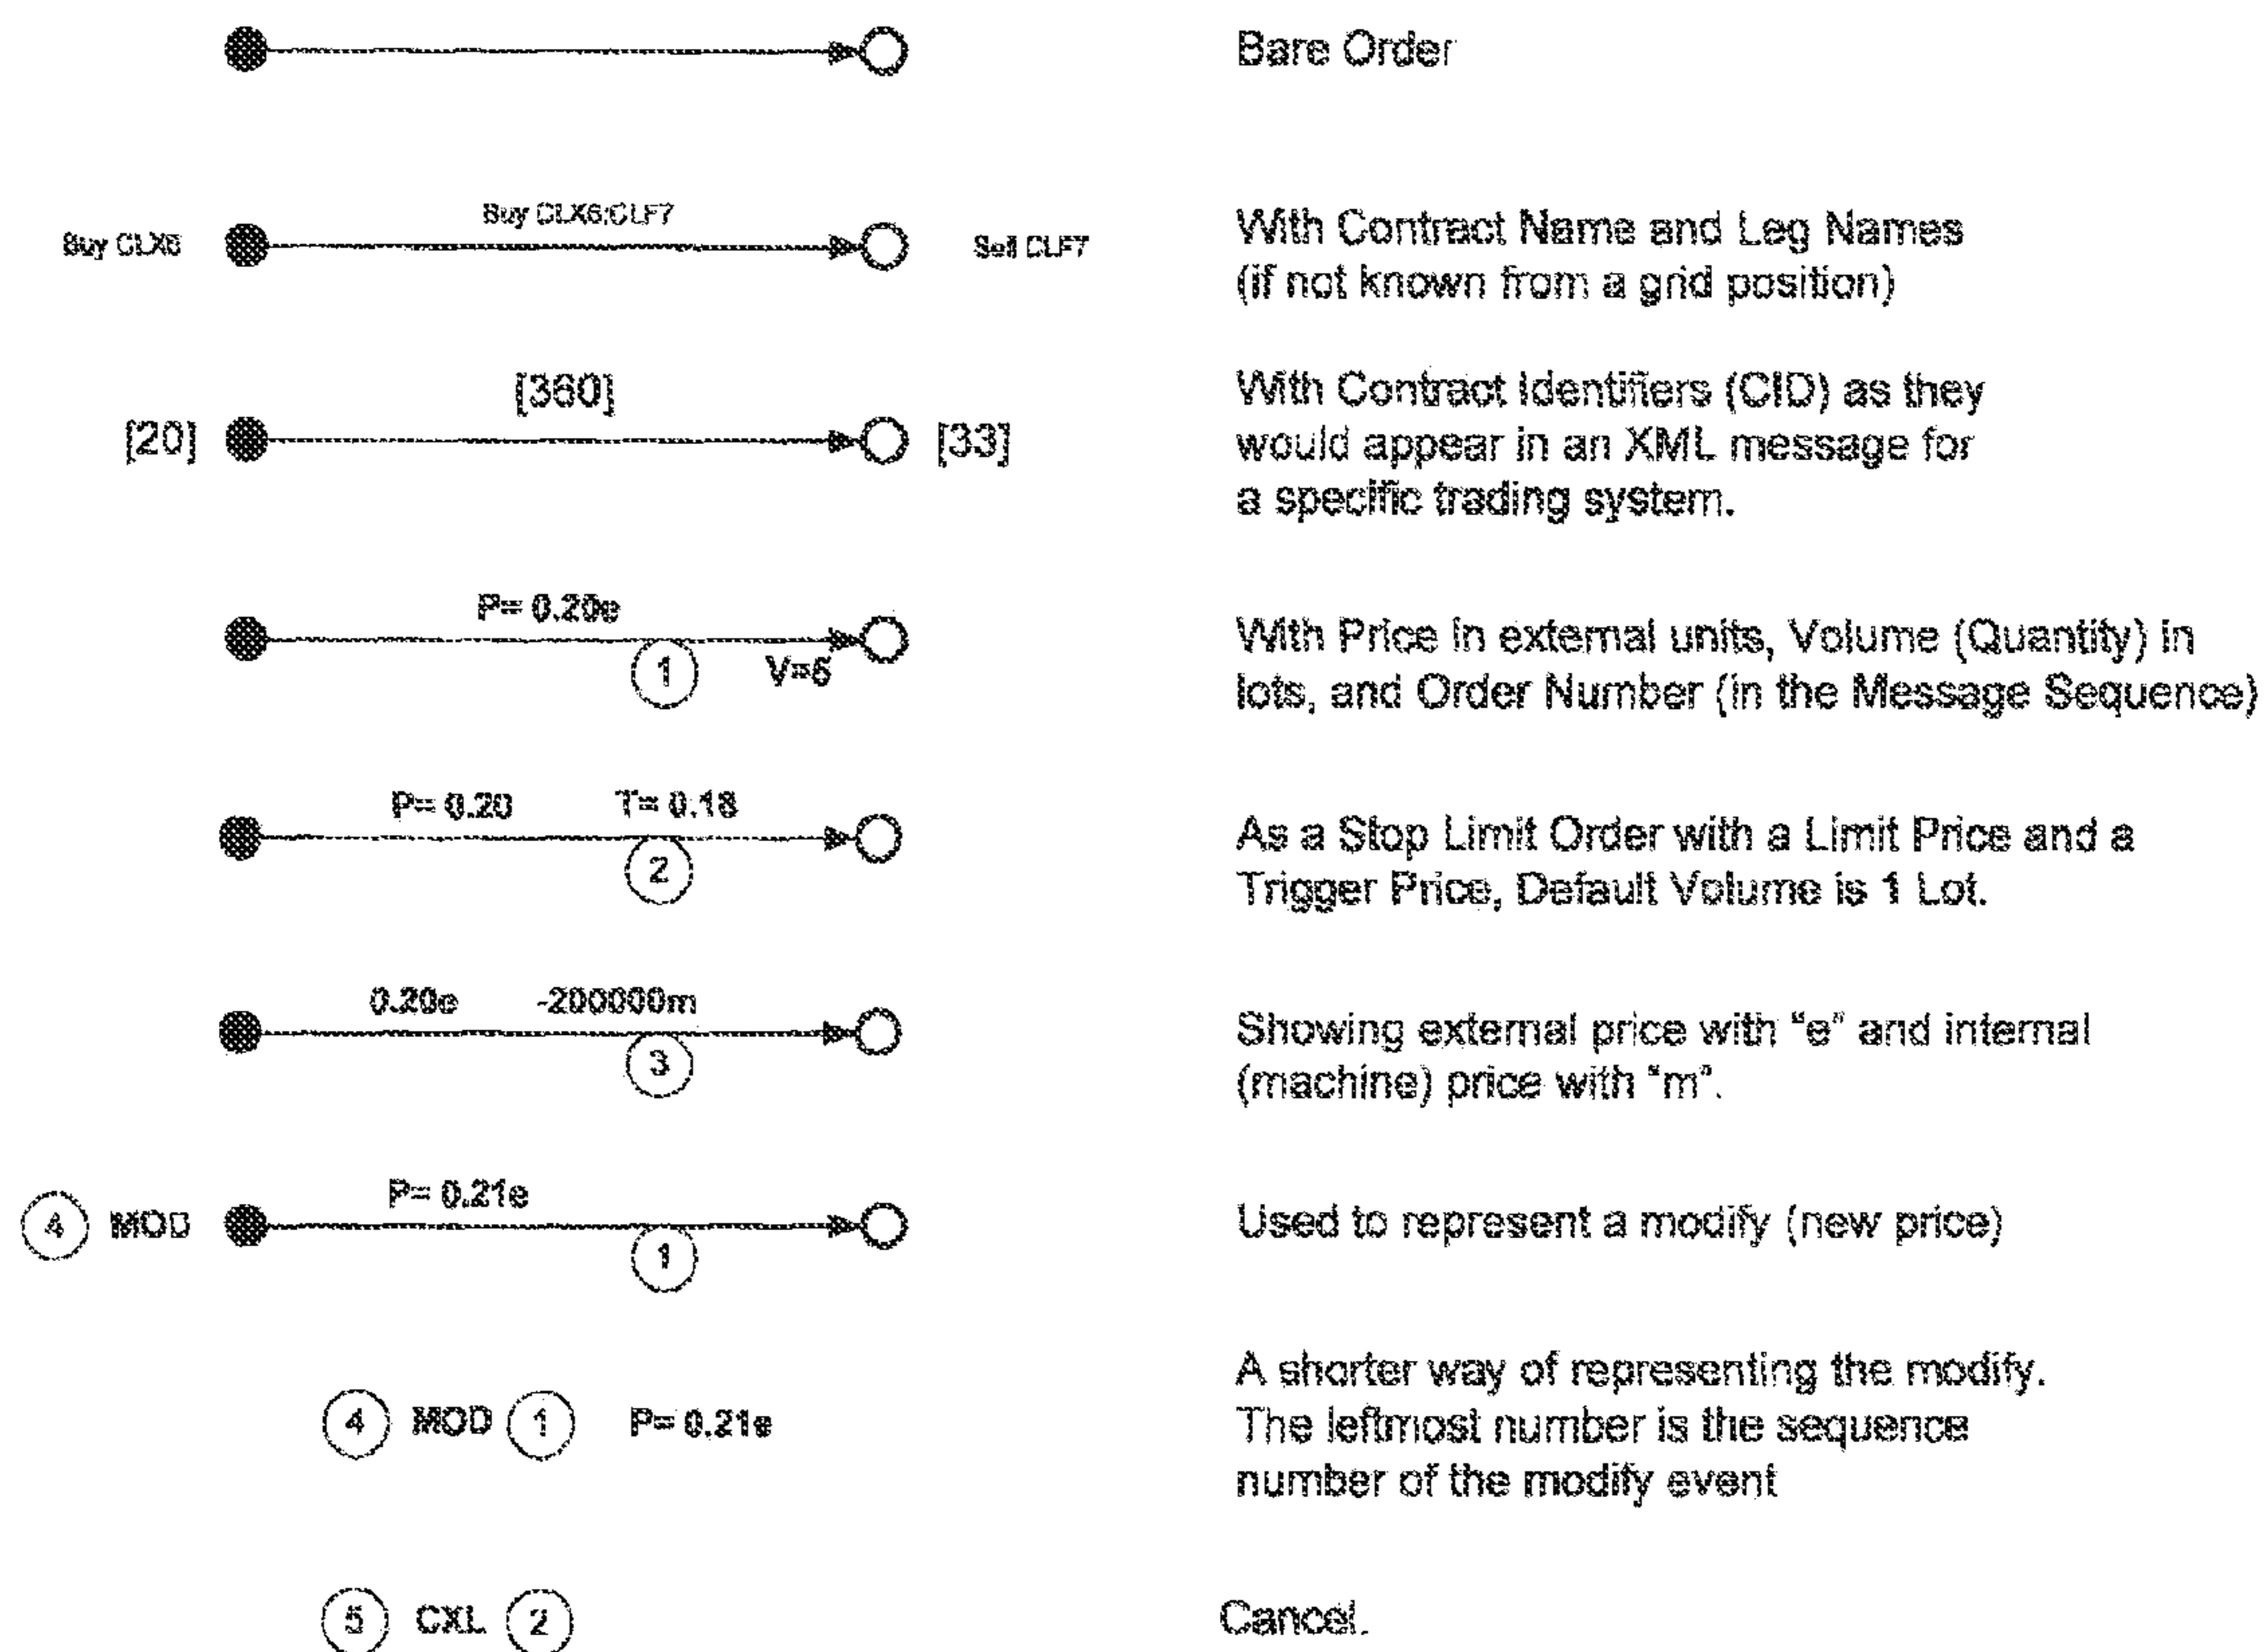 Bare Order
Buy CLX6:CLF7
Buy CLX6
Sell CLF7
With Contract Name and Leg Names
(if not known from a grid position)
[360]
[20]
[33]
With Contract Identifiers (CID) as they
would appear in an XML message for
a specific trading system.
P= 0.20e
1
V=5
With Price in external units, Volume (Quantity) in
lots, and Order Number (in the Message Sequence)
P= 0.20 T= 0.18
2
As a Stop Limit Order with a Limit Price and a
Trigger Price, Default Volume is 1 Lot.
0.20e -200000m
3
Showing external price with "e" and internal
(machine) price with "m".
P= 0.21e
4 MOD
1
Used to represent a modify (new price)
4 MOD 1 P= 0.21e
A shorter way of representing the modify.
The leftmost number is the sequence
number of the modify event
5 CXL 2
Cancel.